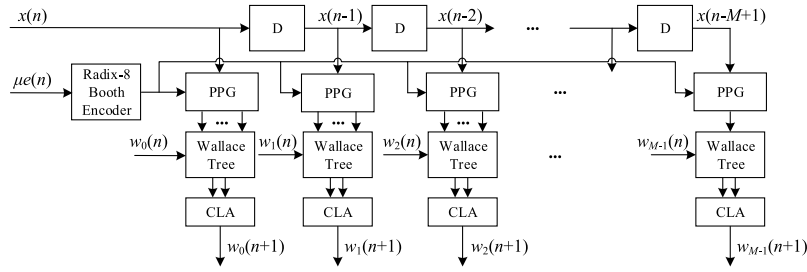 x(n) D x(n-1) D x(n-2) ... D x(n-M+1)
μe(n) Radix-8 Booth Encoder PPG PPG PPG ... PPG
... ... ...
w0(n) Wallace Tree w1(n) Wallace Tree w2(n) Wallace Tree ... wM-1(n) Wallace Tree
CLA CLA CLA CLA
w0(n+1) w1(n+1) w2(n+1) wM-1(n+1)